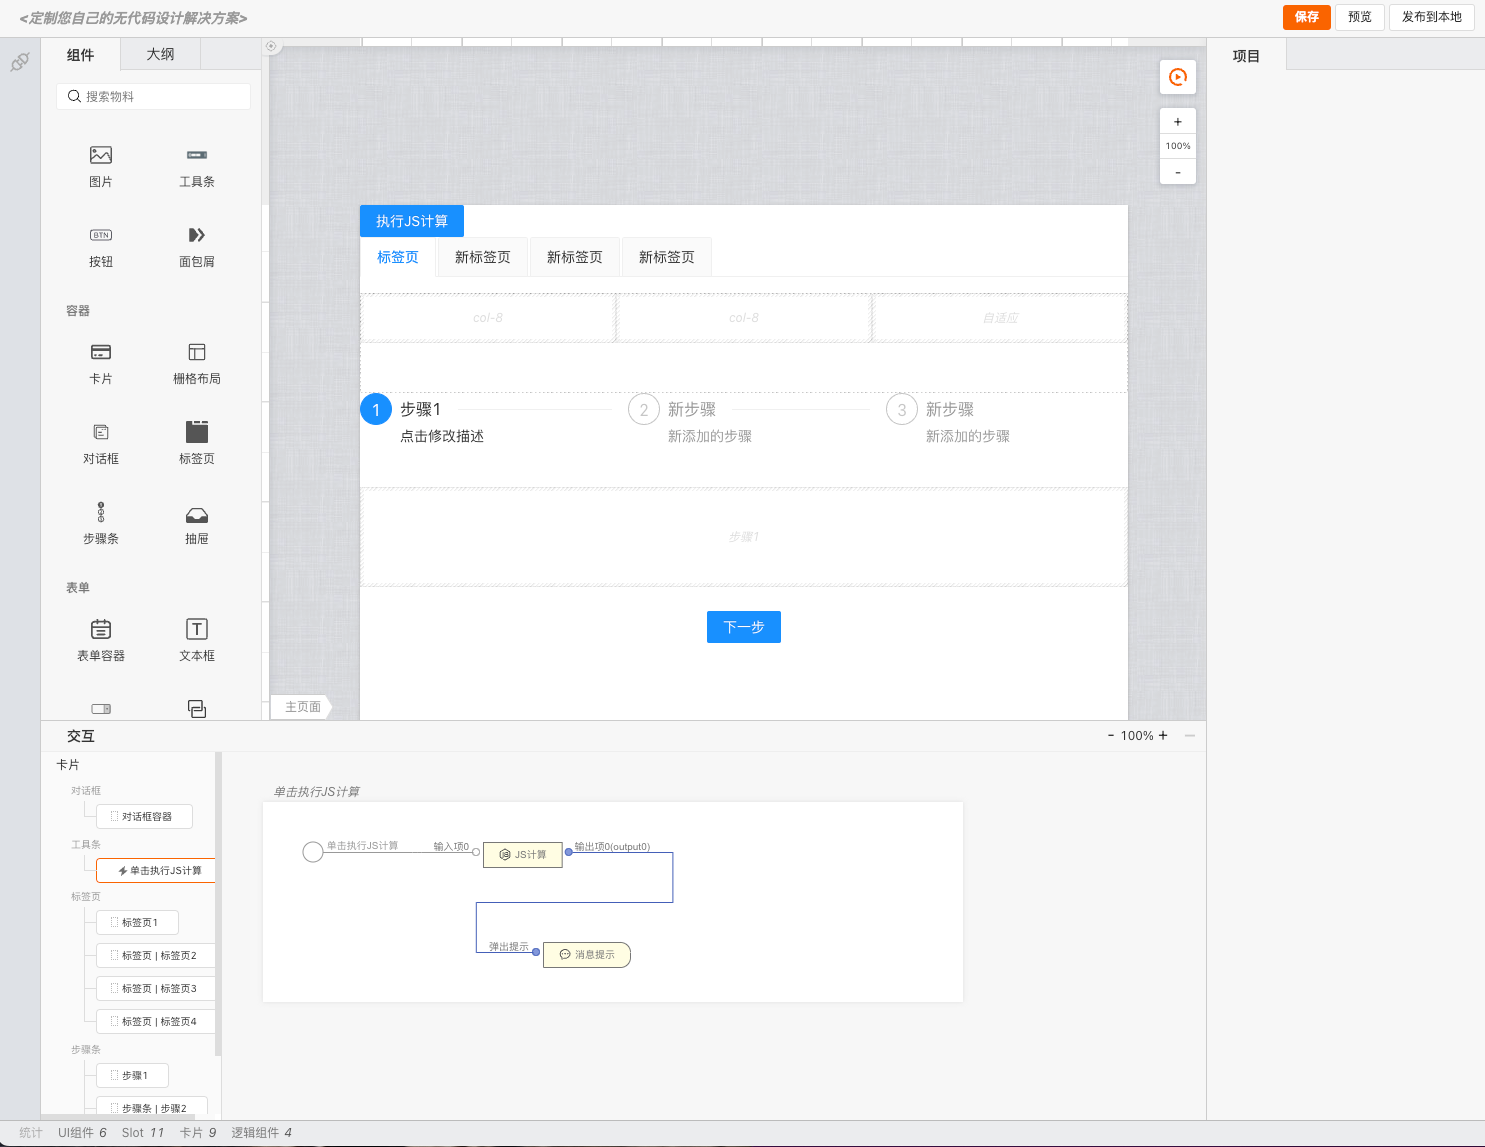 <定制您自己的无代码设计解决方案>
保存
预览
发布到本地
组件
大纲
项目
搜索物料
图片
工具条
按钮
面包屑
容器
卡片
栅格布局
对话框
标签页
步骤条
抽屉
表单
表单容器
文本框
+
100%
-
执行JS计算
标签页
新标签页
新标签页
新标签页
col-8
col-8
自适应
1 步骤1
点击修改描述
2 新步骤
新添加的步骤
3 新步骤
新添加的步骤
步骤1
下一步
主页面
交互
- 100% +
卡片
对话框
对话框容器
工具条
单击执行JS计算
标签页
标签页1
标签页 | 标签页2
标签页 | 标签页3
标签页 | 标签页4
步骤条
步骤1
步骤条 | 步骤2
单击执行JS计算
单击执行JS计算
输入项0
JS计算
输出项0(output0)
弹出提示
消息提示
统计 UI组件 6 Slot 11 卡片 9 逻辑组件 4